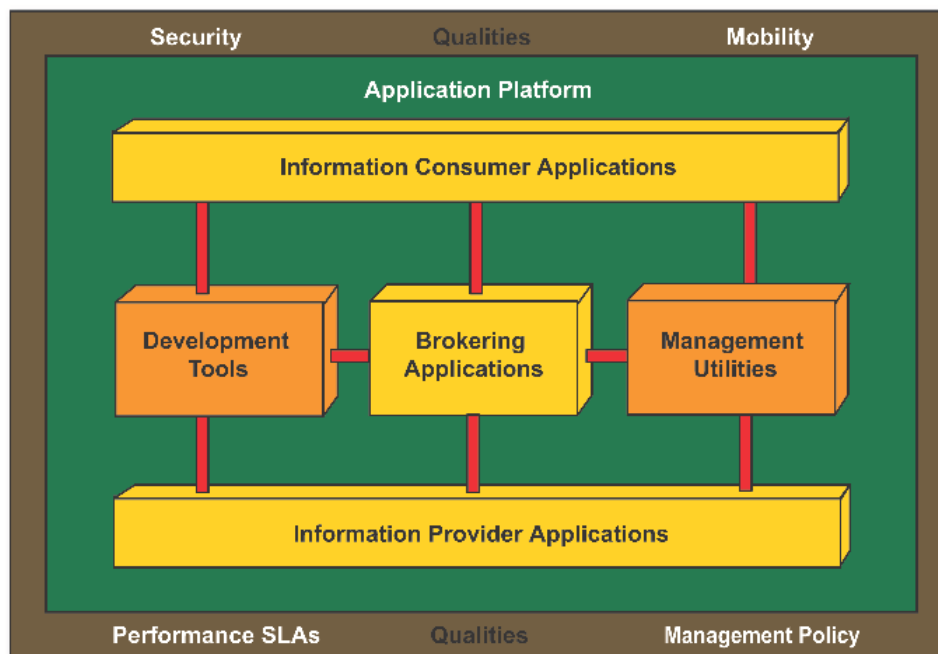 Security Qualities Mobility
Application Platform
Information Consumer Applications
Development
Tools
Brokering
Applications
Management
Utilities
Information Provider Applications
Performance SLAs Qualities Management Policy